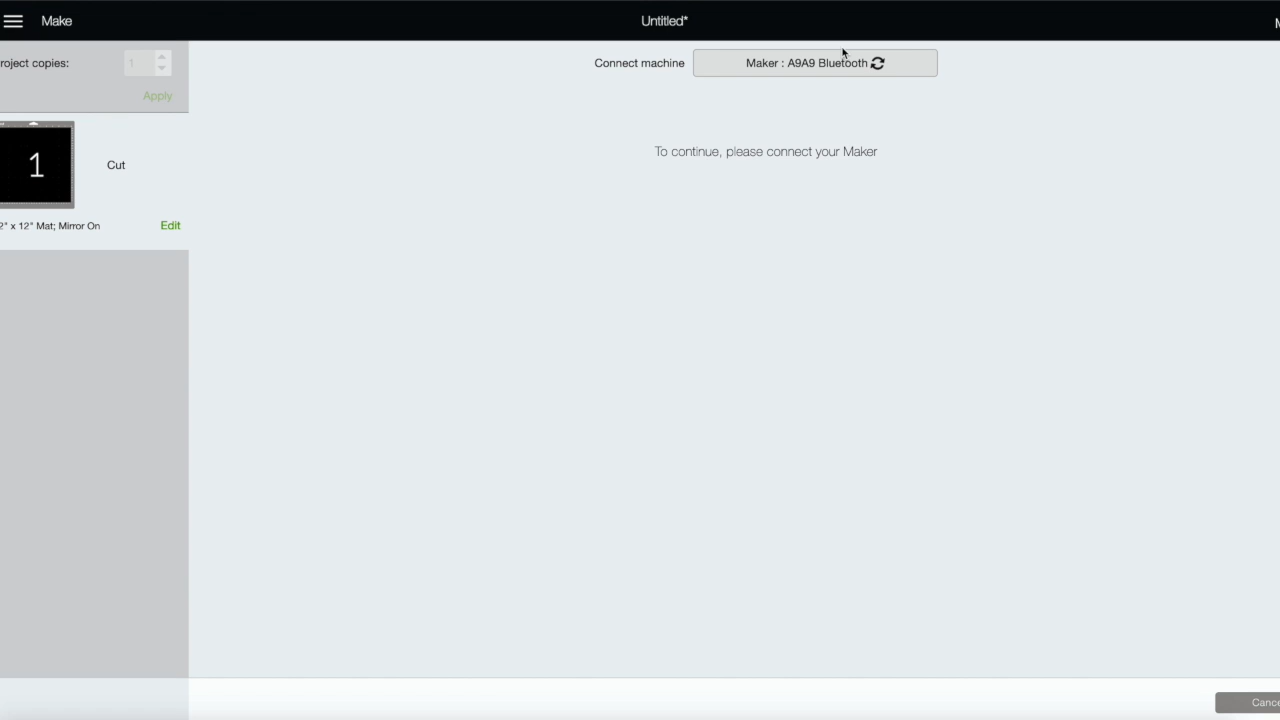 Make
Untitled*
roject copies:
1
Apply
Connect machine
Maker : A9A9 Bluetooth
To continue, please connect your Maker
1
Cut
2" x 12" Mat; Mirror On
Edit
Cance